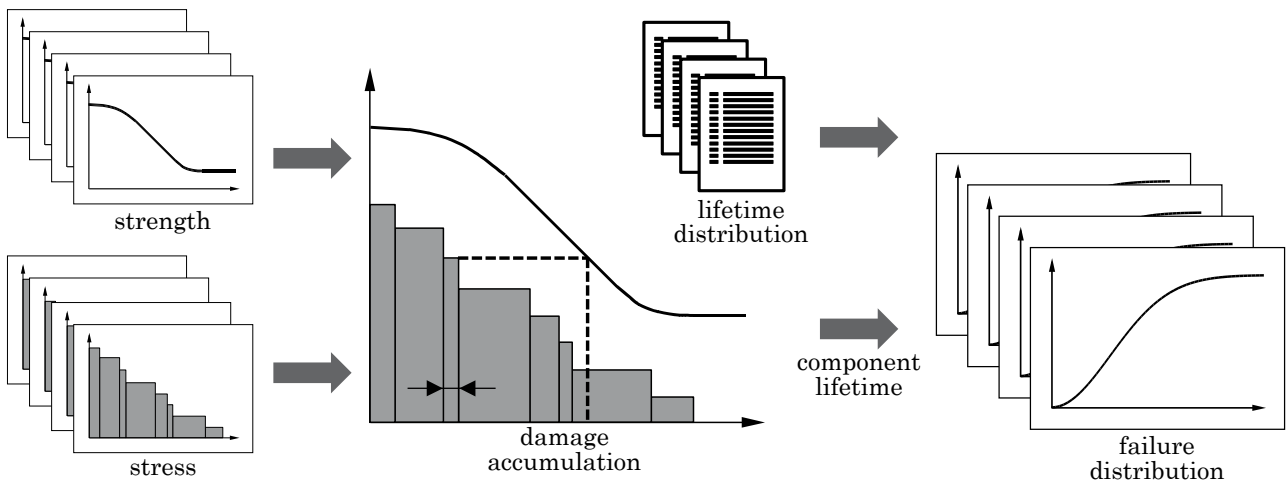 strength
stress
damage
accumulation
lifetime
distribution
component
lifetime
failure
distribution